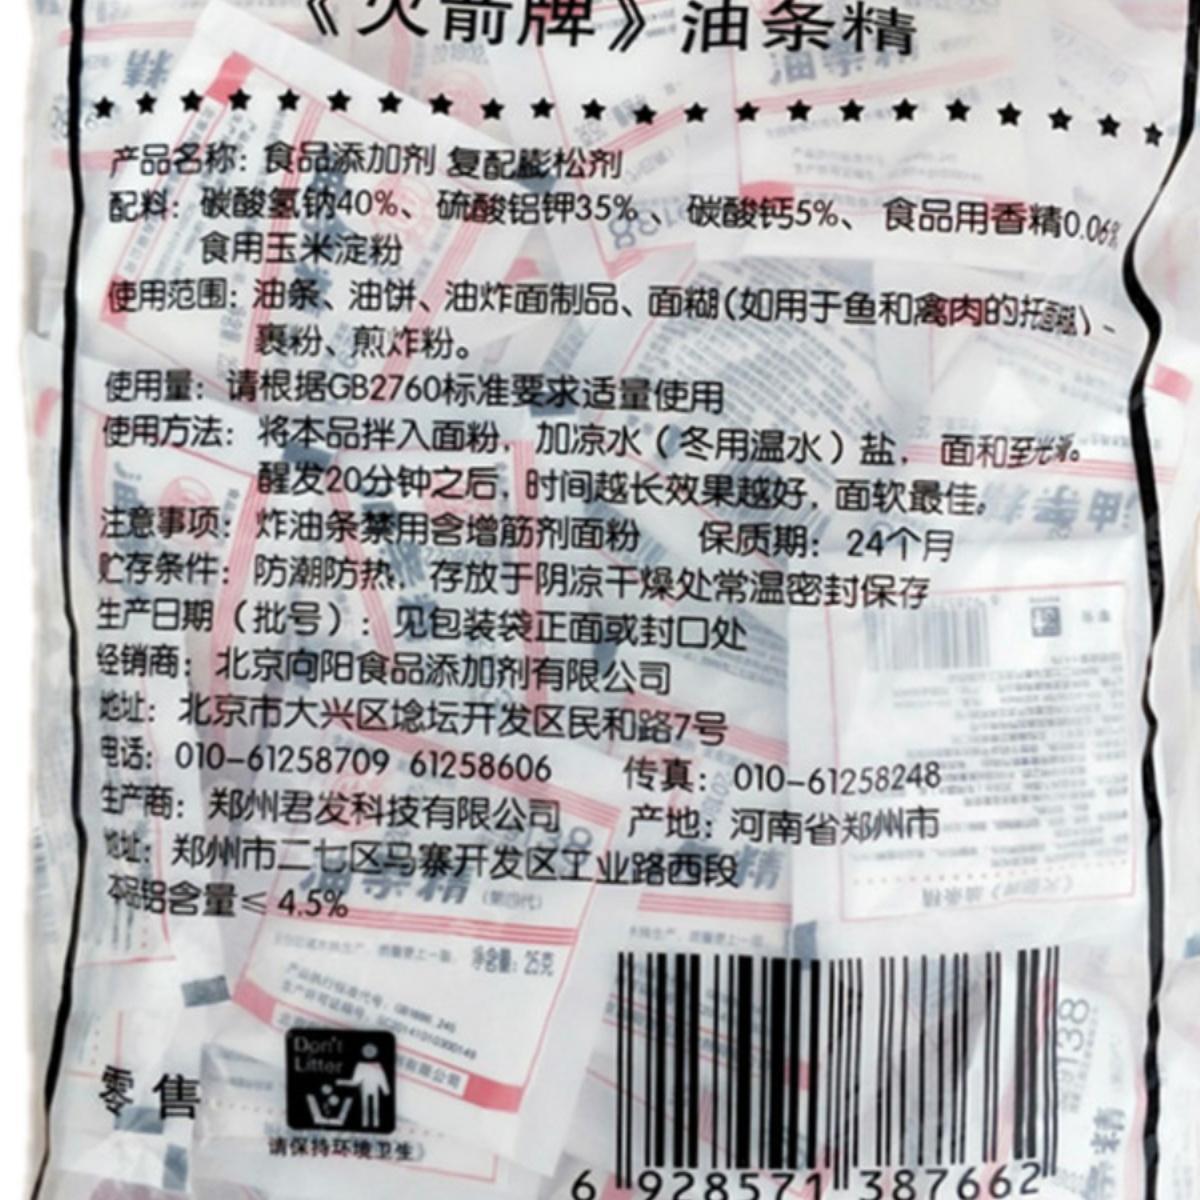 《火箭牌》油条精
产品名称：食品添加剂 复配膨松剂
配料：碳酸氢钠40%、硫酸铝钾35%、碳酸钙5%、食品用香精0.06%
食用玉米淀粉
使用范围：油条、油饼、油炸面制品、面糊（如用于鱼和禽肉的拖面糊）、
裹粉、煎炸粉。
使用量：请根据GB2760标准要求适量使用
使用方法：将本品拌入面粉，加凉水（冬用温水）盐，面和至光滑。
醒发20分钟之后，时间越长效果越好，面软最佳。
注意事项：炸油条禁用含增筋剂面粉 保质期：24个月
贮存条件：防潮防热，存放于阴凉干燥处常温密封保存
生产日期（批号）：见包装袋正面或封口处
经销商：北京向阳食品添加剂有限公司
地址：北京市大兴区埝坛开发区民和路7号
电话：010-61258709 61258606 传真：010-61258248
生产商：郑州君发科技有限公司 产地：河南省郑州市
地址：郑州市二七区马寨开发区工业路西段
本品铝含量≤4.5%
油条精（第四代）
净含量：25克
零售
Don't
Litter
请保持环境卫生
6 928571 387662